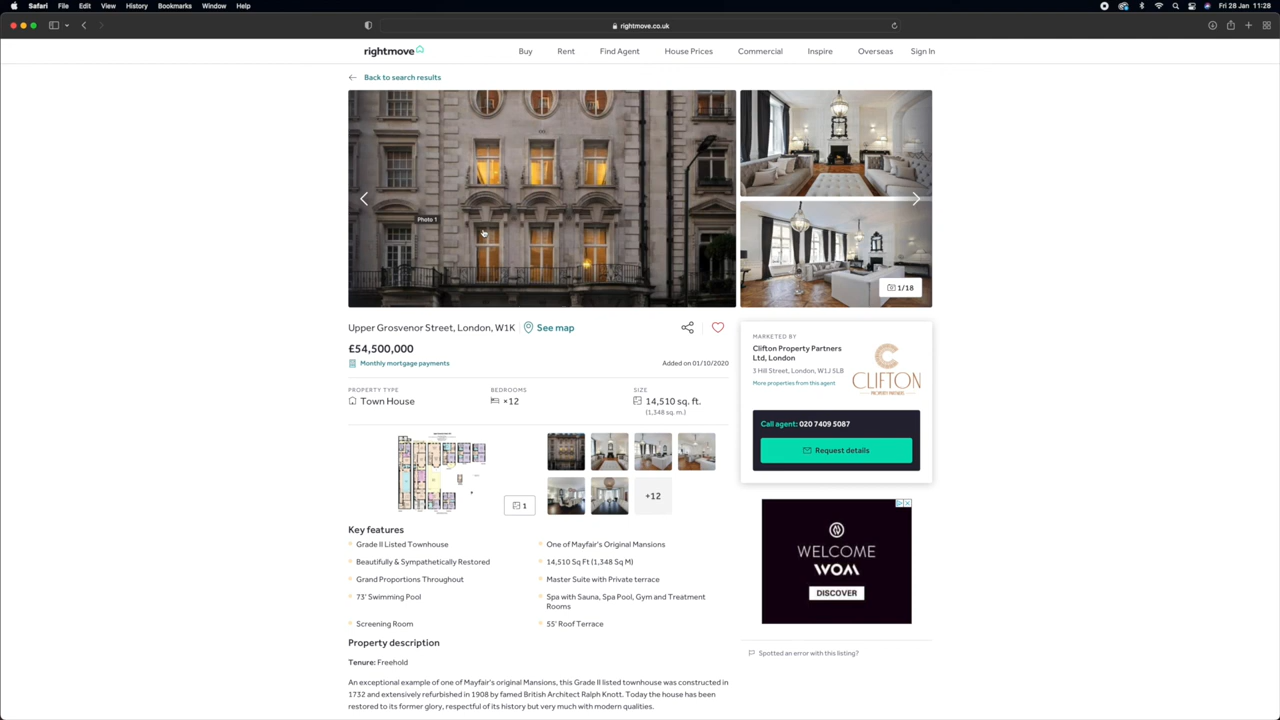 Safari File Edit View History Bookmarks Window Help
Fri 28 Jan 11:28
rightmove.co.uk
rightmove
Buy Rent Find Agent House Prices Commercial Inspire Overseas Sign In
Back to search results
Photo 1
1/18
Upper Grosvenor Street, London, W1K
See map
£54,500,000
Monthly mortgage payments
Added on 01/10/2020
PROPERTY TYPE
Town House
BEDROOMS
×12
SIZE
14,510 sq. ft.
(1,348 sq. m.)
1
+12
Key features
Grade II Listed Townhouse
One of Mayfair's Original Mansions
Beautifully & Sympathetically Restored
14,510 Sq Ft (1,348 Sq M)
Grand Proportions Throughout
Master Suite with Private terrace
73' Swimming Pool
Spa with Sauna, Spa Pool, Gym and Treatment
Rooms
Screening Room
55' Roof Terrace
Property description
Tenure: Freehold
An exceptional example of one of Mayfair's original Mansions, this Grade II listed townhouse was constructed in
1732 and extensively refurbished in 1908 by famed British Architect Ralph Knott. Today the house has been
restored to its former glory, respectful of its history but very much with modern qualities.
MARKETED BY
Clifton Property Partners
Ltd, London
3 Hill Street, London, W1J 5LB
More properties from this agent
CLIFTON
PROPERTY PARTNERS
Call agent: 020 7409 5087
Request details
WELCOME
WOM
DISCOVER
Spotted an error with this listing?